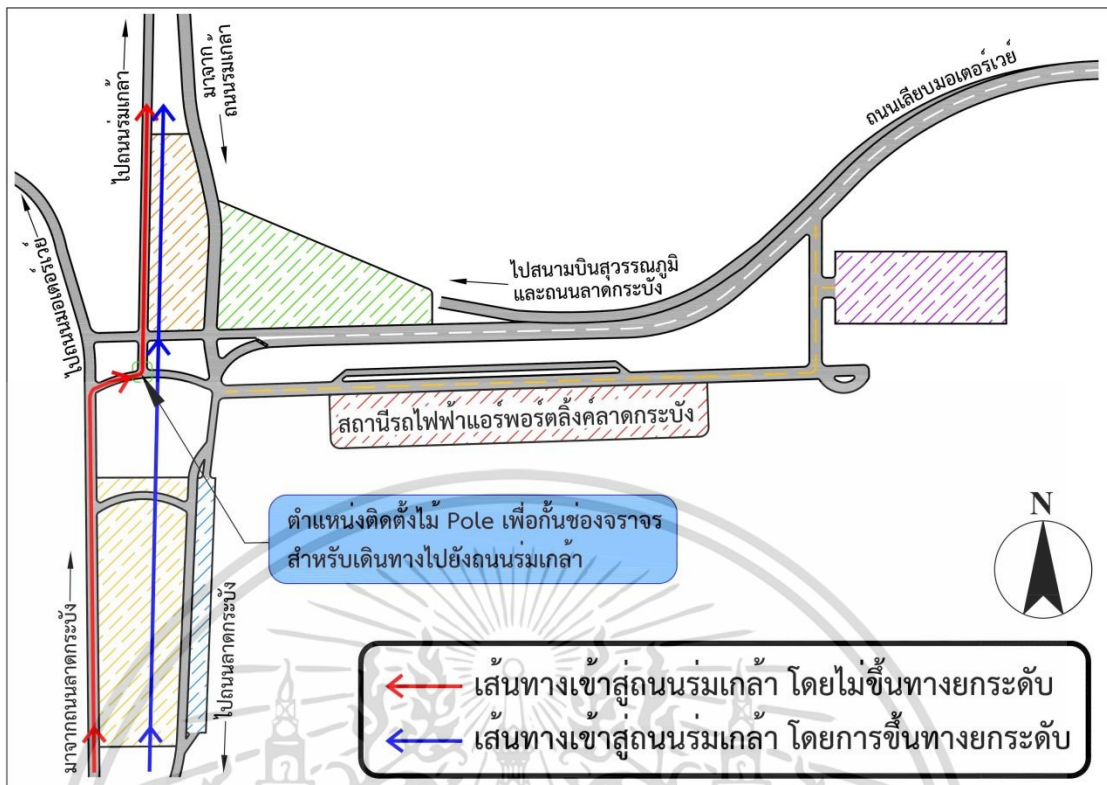 ไปถนนร่มเกล้า
มาจาก
ถนนร่มเกล้า
ถนนเลียบมอเตอร์เวย์
ไปถนนมอเตอร์เวย์
ไปสนามบินสุวรรณภูมิ
และถนนลาดกระบัง
สถานีรถไฟฟ้าแอร์พอร์ตลิ้งค์ลาดกระบัง
ตำแหน่งติดตั้งไม้ Pole เพื่อกั้นช่องจราจร
สำหรับเดินทางไปยังถนนร่มเกล้า
N
มาจากถนนลาดกระบัง
ไปถนนลาดกระบัง
เส้นทางเข้าสู่ถนนร่มเกล้า โดยไม่ขึ้นทางยกระดับ
เส้นทางเข้าสู่ถนนร่มเกล้า โดยการขึ้นทางยกระดับ